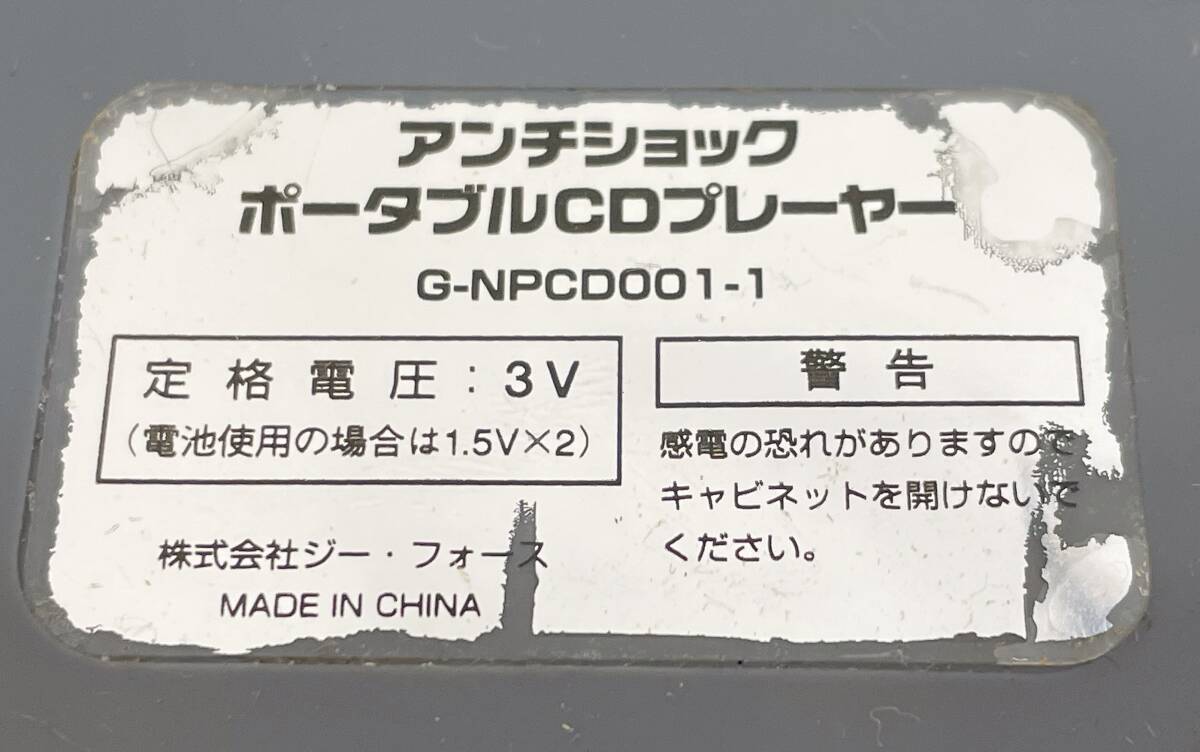 アンチショック
ポータブルCDプレーヤー
G-NPCD001-1
定格電圧：3V
（電池使用の場合は1.5V×2）
株式会社ジー・フォース
MADE IN CHINA
警告
感電の恐れがありますので
キャビネットを開けないで
ください。